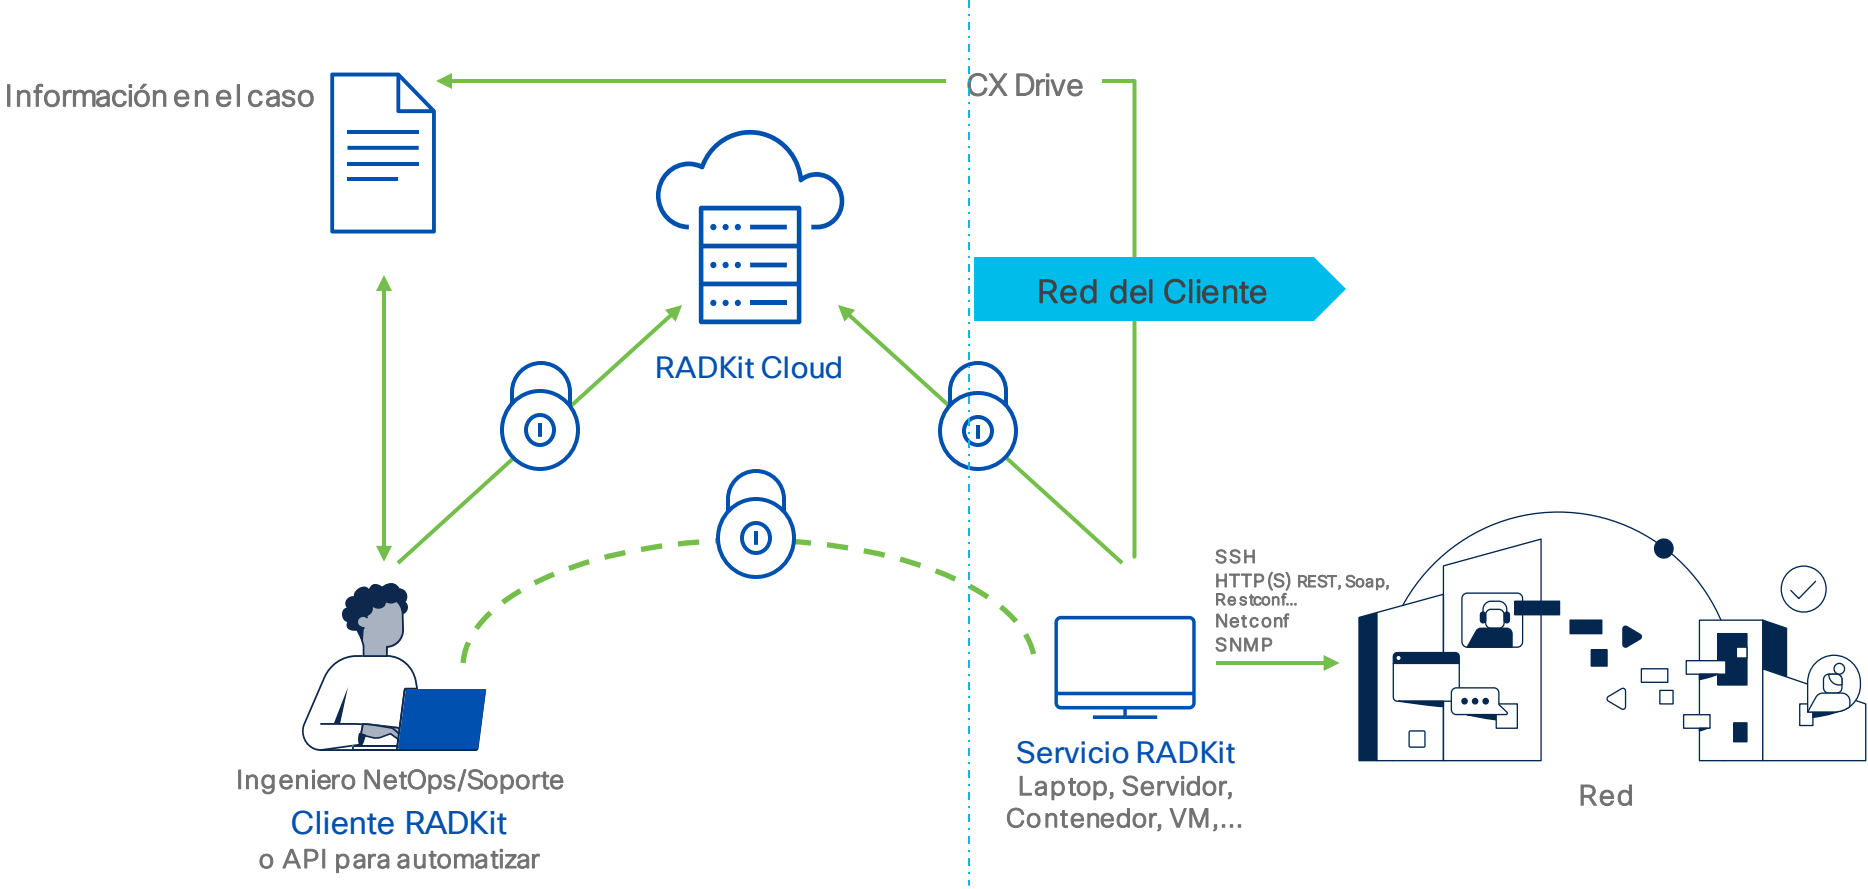 Información en el caso
CX Drive
Red del Cliente
RADKit Cloud
SSH
HTTP(S) REST, Soap,
Restconf...
Netconf
SNMP
Servicio RADKit
Laptop, Servidor,
Contenedor, VM,...
Red
Ingeniero NetOps/Soporte
Cliente RADKit
o API para automatizar